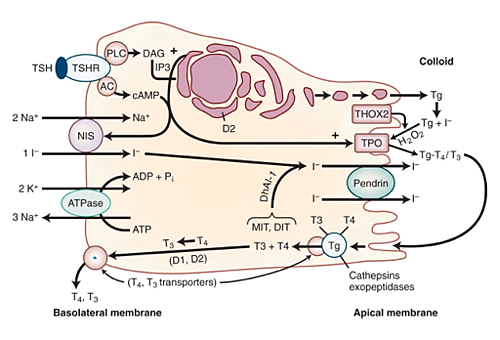 PLC
DAG
+
IP3
TSH
TSHR
AC
cAMP
Colloid
D2
Tg
THOX2
Tg + I⁻
H₂O₂
2 Na⁺
Na⁺
NIS
+
TPO
Tg-T₄/T₃
1 I⁻
I⁻
I⁻
I⁻
DhAI-1
Pendrin
2 K⁺
ADP + Pᵢ
ATPase
I⁻
I⁻
3 Na⁺
ATP
MIT, DIT
T3
T4
T₃
T₄
T3 + T4
Tg
(D1, D2)
(T₄, T₃ transporters)
Cathepsins
exopeptidases
T₄, T₃
Basolateral membrane
Apical membrane